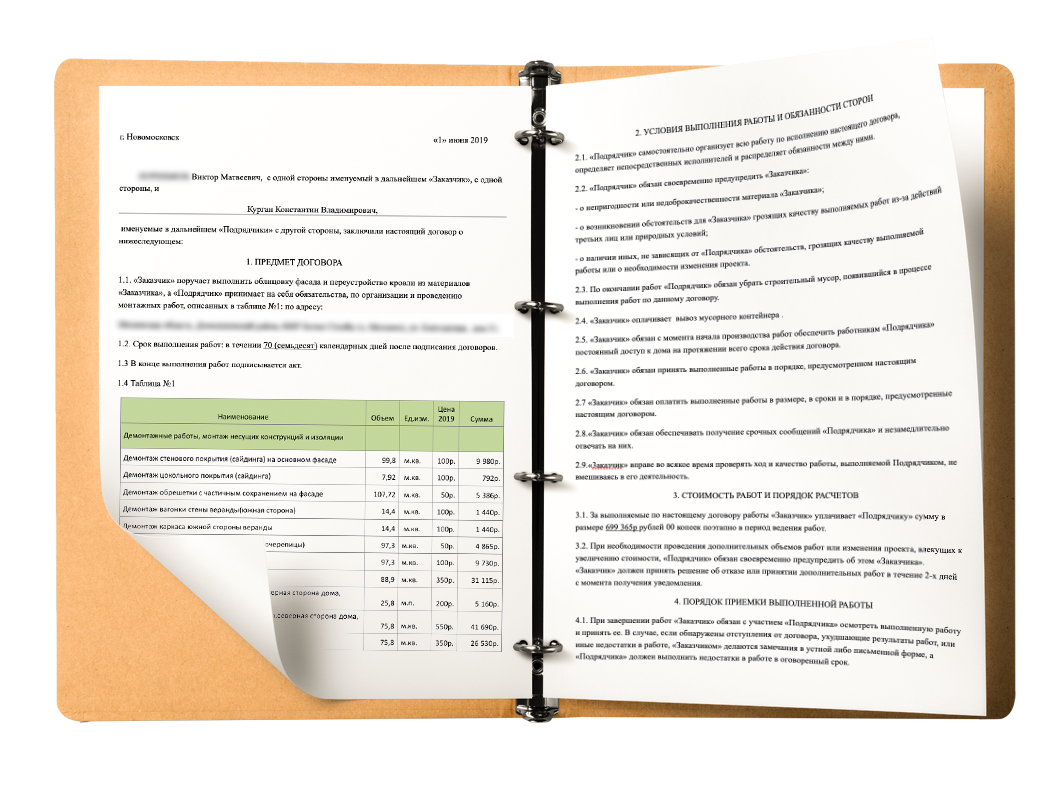 г. Новомосковск
«1» июня 2019
Виктор Матвеевич, с одной стороны именуемый в дальнейшем «Заказчик», с одной
стороны, и
Курган Константин Владимирович,
именуемые в дальнейшем «Подрядчики» с другой стороны, заключили настоящий договор о
нижеследующем:
1. ПРЕДМЕТ ДОГОВОРА
1.1. «Заказчик» поручает выполнить облицовку фасада и переустройство кровли из материалов
«Заказчика», а «Подрядчик» принимает на себя обязательства, по организации и проведению
монтажных работ, описанных в таблице №1: по адресу:
1.2. Срок выполнения работ: в течении 70 (семьдесят) календарных дней после подписания договоров.
1.3 В конце выполнения работ подписывается акт.
1.4 Таблица №1
Наименование Объем Ед.изм. Цена 2019 Сумма
Демонтажные работы, монтаж несущих конструкций и изоляции
Демонтаж стенового покрытия (сайдинга) на основном фасаде 99,8 м.кв. 100р. 9 980р.
Демонтаж цокольного покрытия (сайдинга) 7,92 м.кв. 100р. 792р.
Демонтаж обрешетки с частичным сохранением на фасаде 107,72 м.кв. 50р. 5 386р.
Демонтаж вагонки стены веранды(южная сторона) 14,4 м.кв. 100р. 1 440р.
Демонтаж каркаса южной стороны веранды 14,4 м.кв. 100р. 1 440р.
очерепицы) 97,3 м.кв. 50р. 4 865р.
97,3 м.кв. 100р. 9 730р.
88,9 м.кв. 350р. 31 115р.
верная сторона дома,
25,8 м.п. 200р. 5 160р.
о,северная сторона дома,
75,8 м.кв. 550р. 41 690р.
75,8 м.кв. 350р. 26 530р.
2. УСЛОВИЯ ВЫПОЛНЕНИЯ РАБОТЫ И ОБЯЗАННОСТИ СТОРОН
2.1. «Подрядчик» самостоятельно организует всю работу по исполнению настоящего договора,
определяет непосредственных исполнителей и распределяет обязанности между ними.
2.2. «Подрядчик» обязан своевременно предупредить «Заказчика»:
- о непригодности или недоброкачественности материала «Заказчика»;
- о возникновении обстоятельств для «Заказчика» грозящих качеству выполняемых работ из-за действий
третьих лиц или природных условий;
- о наличии иных, не зависящих от «Подрядчика» обстоятельств, грозящих качеству выполняемой
работы или о необходимости изменения проекта.
2.3. По окончании работ «Подрядчик» обязан убрать строительный мусор, появившийся в процессе
выполнения работ по данному договору.
2.4. «Заказчик» оплачивает вывоз мусорного контейнера .
2.5. «Заказчик» обязан с момента начала производства работ обеспечить работникам «Подрядчика»
постоянный доступ к дома на протяжении всего срока действия договора.
2.6. «Заказчик» обязан принять выполненные работы в порядке, предусмотренном настоящим
договором.
2.7 «Заказчик» обязан оплатить выполненные работы в размере, в сроки и в порядке, предусмотренные
настоящим договором.
2.8.«Заказчик» обязан обеспечивать получение срочных сообщений «Подрядчика» и незамедлительно
отвечать на них.
2.9.«Заказчик» вправе во всякое время проверять ход и качество работы, выполняемой Подрядчиком, не
вмешиваясь в его деятельность.
3. СТОИМОСТЬ РАБОТ И ПОРЯДОК РАСЧЕТОВ
3.1. За выполняемые по настоящему договору работы «Заказчик» уплачивает «Подрядчику» сумму в
размере 699 365р рублей 00 копеек поэтапно в период ведения работ.
3.2. При необходимости проведения дополнительных объемов работ или изменения проекта, влекущих к
увеличению стоимости, «Подрядчик» обязан своевременно предупредить об этом «Заказчика».
«Заказчик» должен принять решение об отказе или принятии дополнительных работ в течение 2-х дней
с момента получения уведомления.
4. ПОРЯДОК ПРИЕМКИ ВЫПОЛНЕННОЙ РАБОТЫ
4.1. При завершении работ «Заказчик» обязан с участием «Подрядчика» осмотреть выполненную работу
и принять ее. В случае, если обнаружены отступления от договора, ухудшающие результаты работ, или
иные недостатки в работе, «Заказчиком» делаются замечания в устной либо письменной форме, а
«Подрядчика» должен выполнить недостатки в работе в оговоренный срок.